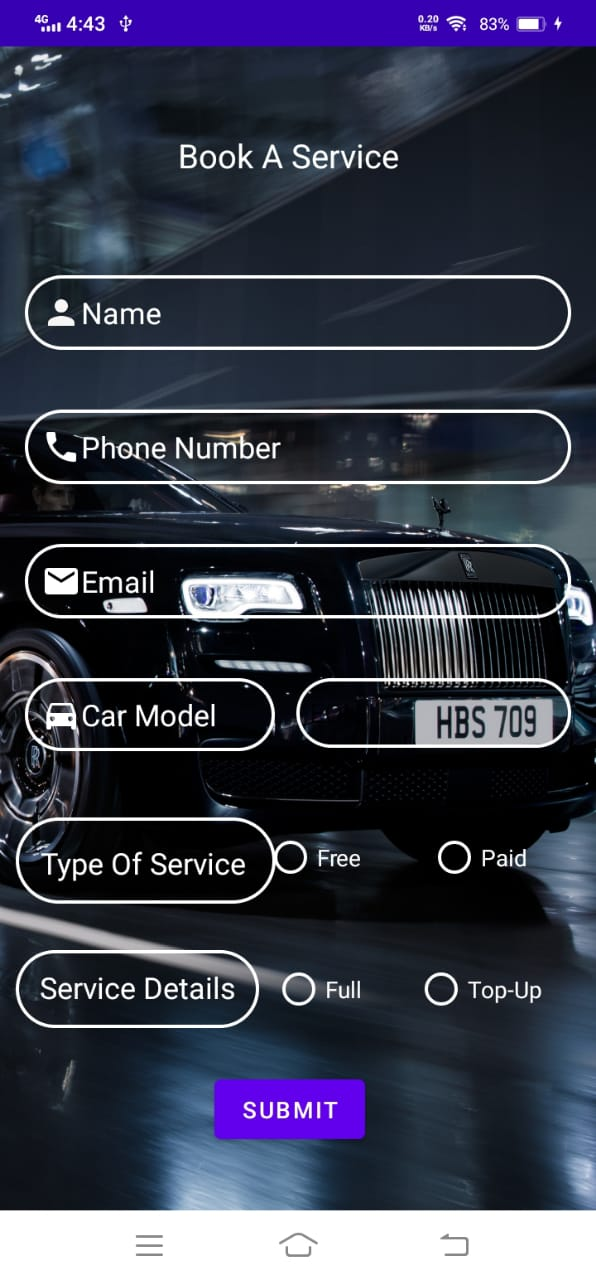 4G 4:43 0.20 KB/s 83%
Book A Service
Name
Phone Number
Email
Car Model
HBS 709
Type Of Service Free Paid
Service Details Full Top-Up
SUBMIT